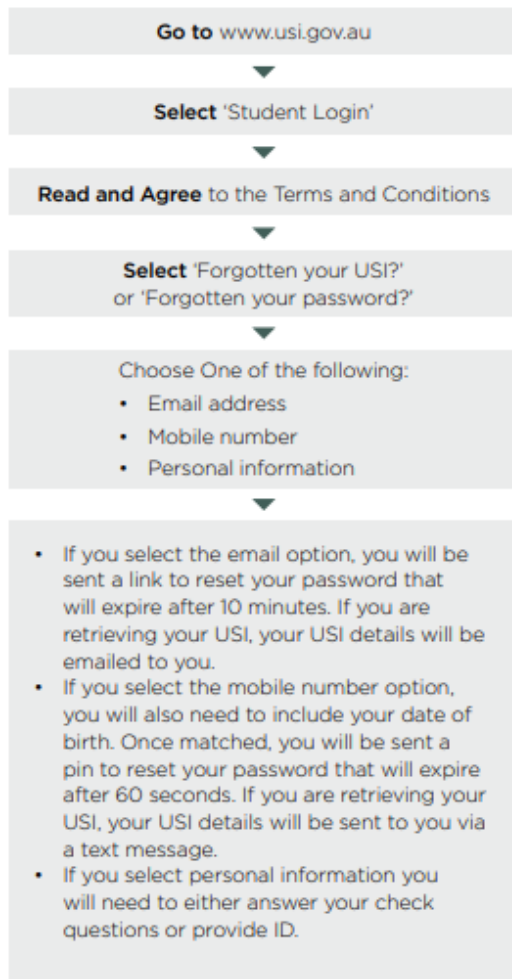 Go to www.usi.gov.au
Select ‘Student Login’
Read and Agree to the Terms and Conditions
Select ‘Forgotten your USI?’
or ‘Forgotten your password?’
Choose One of the following:
• Email address
• Mobile number
• Personal information
• If you select the email option, you will be
sent a link to reset your password that
will expire after 10 minutes. If you are
retrieving your USI, your USI details will be
emailed to you.
• If you select the mobile number option,
you will also need to include your date of
birth. Once matched, you will be sent a
pin to reset your password that will expire
after 60 seconds. If you are retrieving your
USI, your USI details will be sent to you via
a text message.
• If you select personal information you
will need to either answer your check
questions or provide ID.